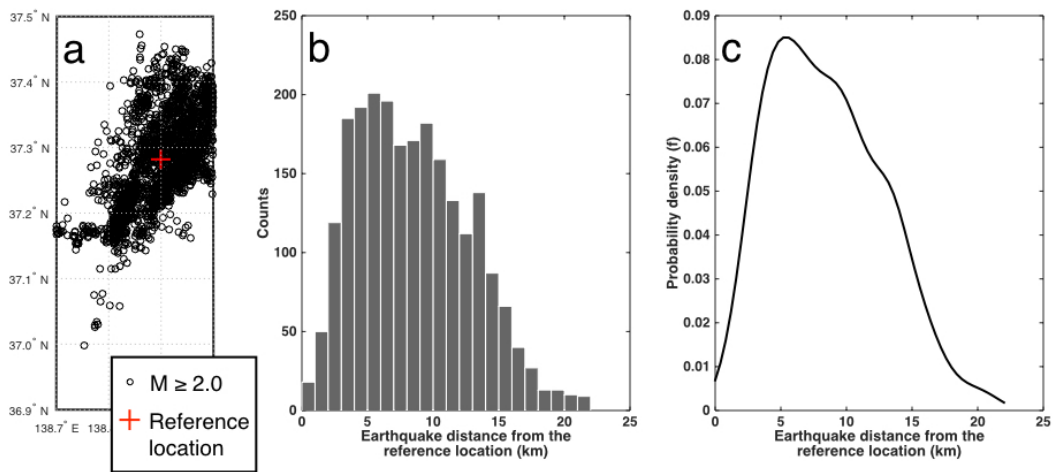 a
37.5° N
37.4° N
37.3° N
37.2° N
37.1° N
37.0° N
36.9° N
138.7° E
M ≥ 2.0
Reference
location
b
Counts
250
200
150
100
50
0
0 5 10 15 20 25
Earthquake distance from the
reference location (km)
c
Probability density (f)
0.09
0.08
0.07
0.06
0.05
0.04
0.03
0.02
0.01
0
0 5 10 15 20 25
Earthquake distance from the
reference location (km)